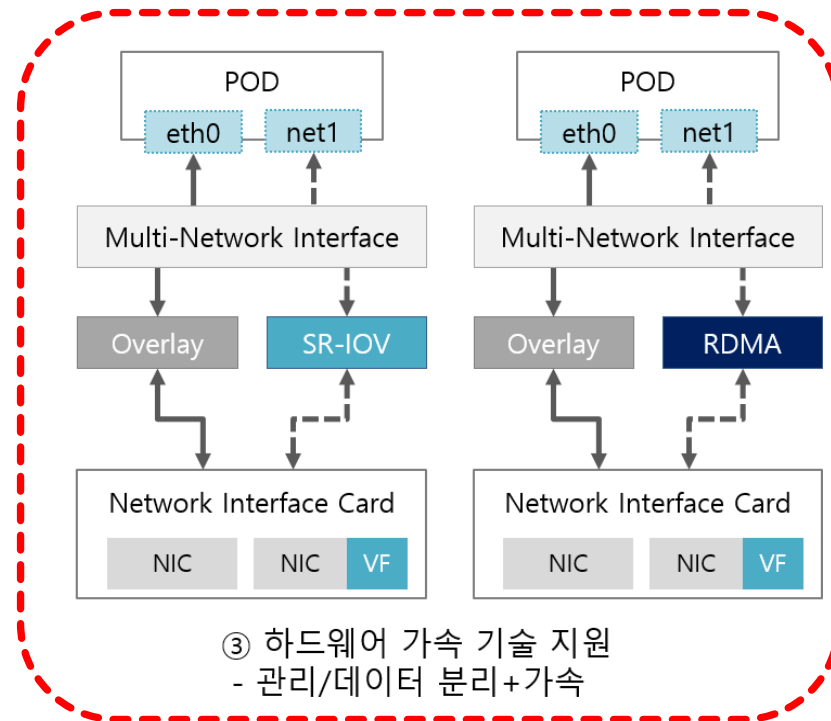 POD
eth0
net1
Multi-Network Interface
Overlay
SR-IOV
Network Interface Card
NIC
NIC
VF
POD
eth0
net1
Multi-Network Interface
Overlay
RDMA
Network Interface Card
NIC
NIC
VF
③ 하드웨어 가속 기술 지원
- 관리/데이터 분리+가속